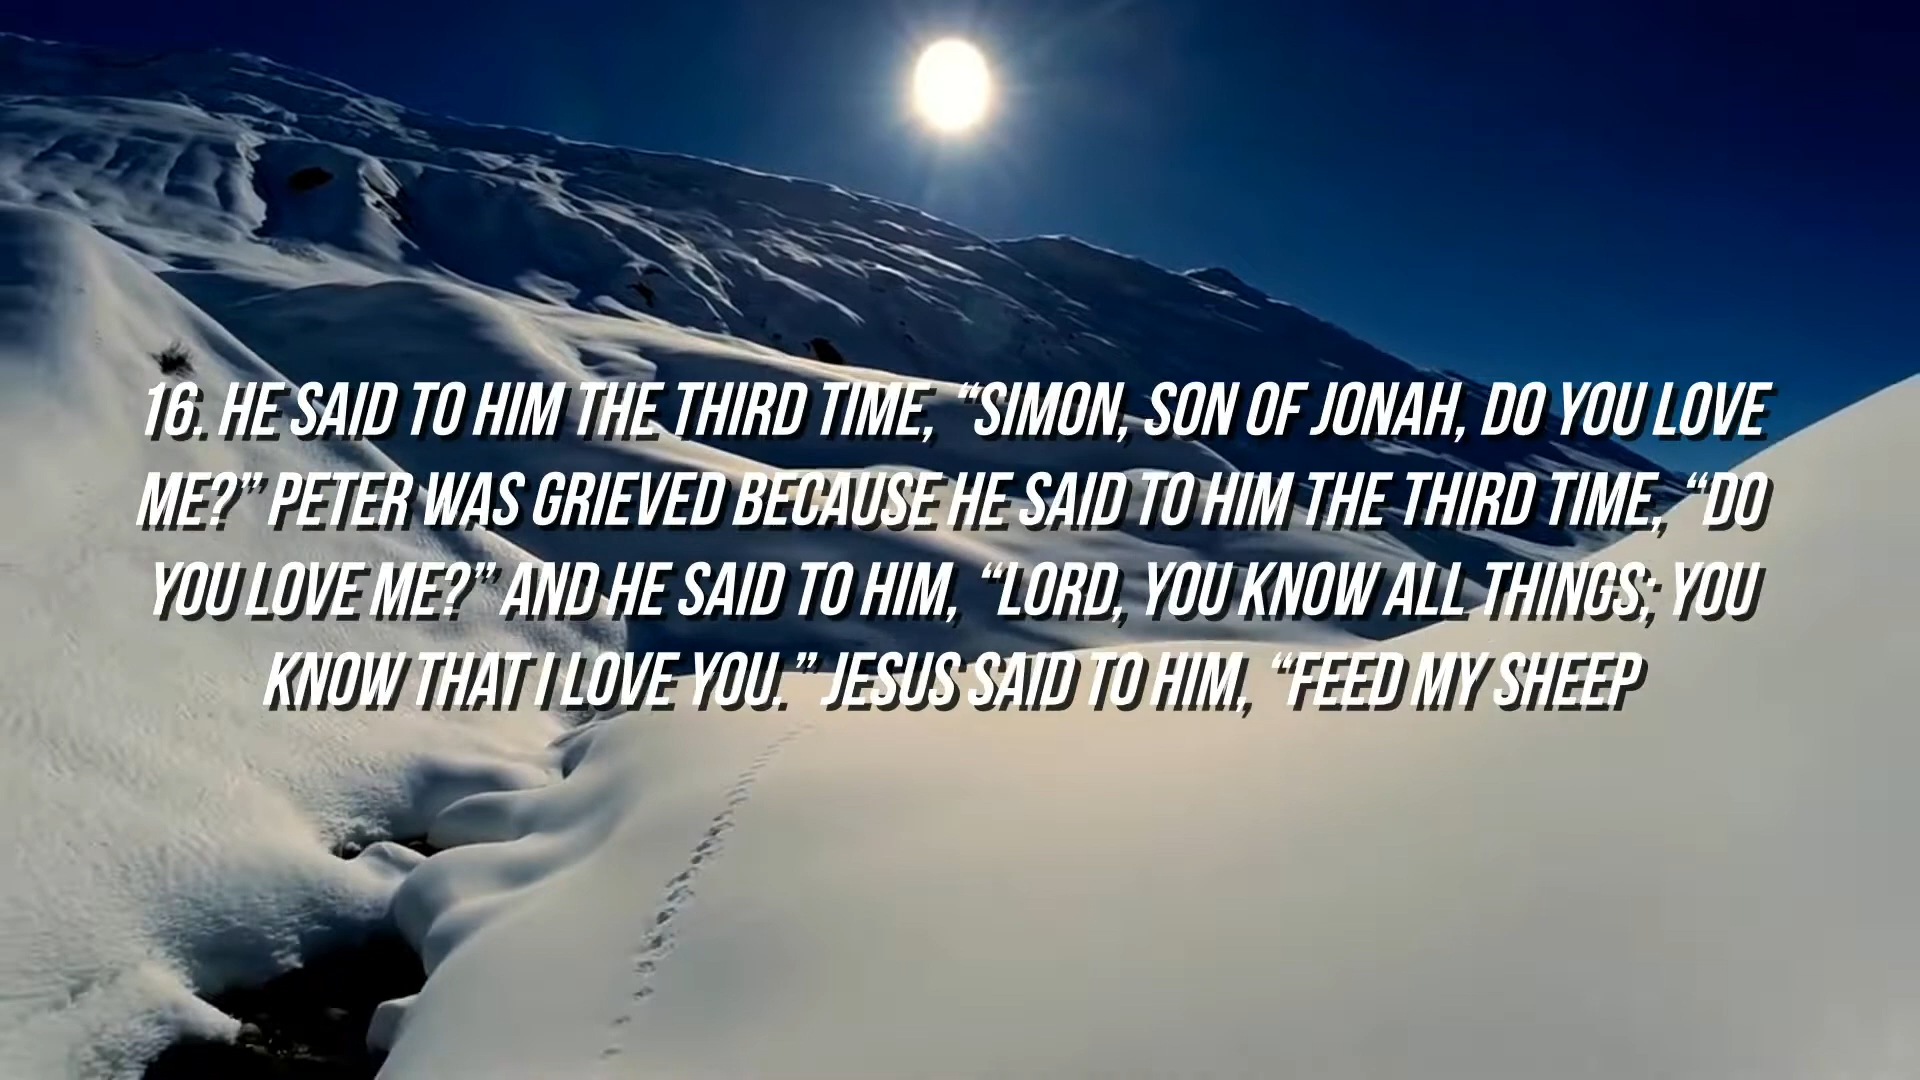 16. HE SAID TO HIM THE THIRD TIME, “SIMON, SON OF JONAH, DO YOU LOVE
ME?” PETER WAS GRIEVED BECAUSE HE SAID TO HIM THE THIRD TIME, “DO
YOU LOVE ME?” AND HE SAID TO HIM, “LORD, YOU KNOW ALL THINGS; YOU
KNOW THAT I LOVE YOU.” JESUS SAID TO HIM, “FEED MY SHEEP